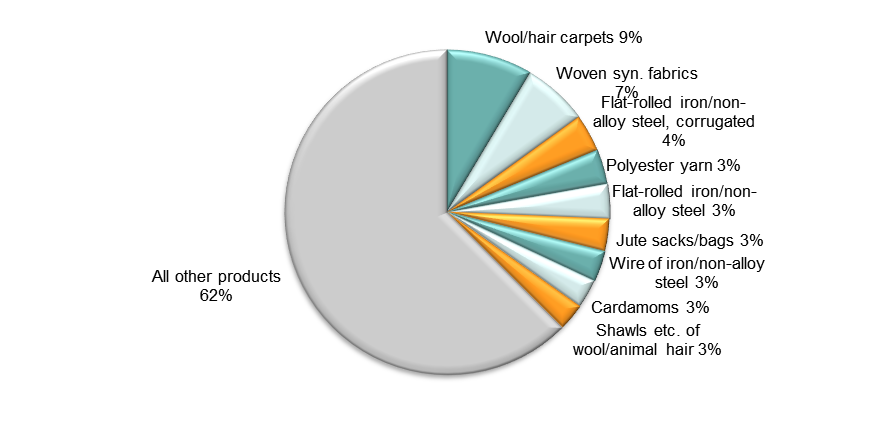 Wool/hair carpets 9%
Woven syn. fabrics
7%
Flat-rolled iron/non-
alloy steel, corrugated
4%
Polyester yarn 3%
Flat-rolled iron/non-
alloy steel 3%
Jute sacks/bags 3%
Wire of iron/non-alloy
steel 3%
Cardamoms 3%
Shawls etc. of
wool/animal hair 3%
All other products
62%